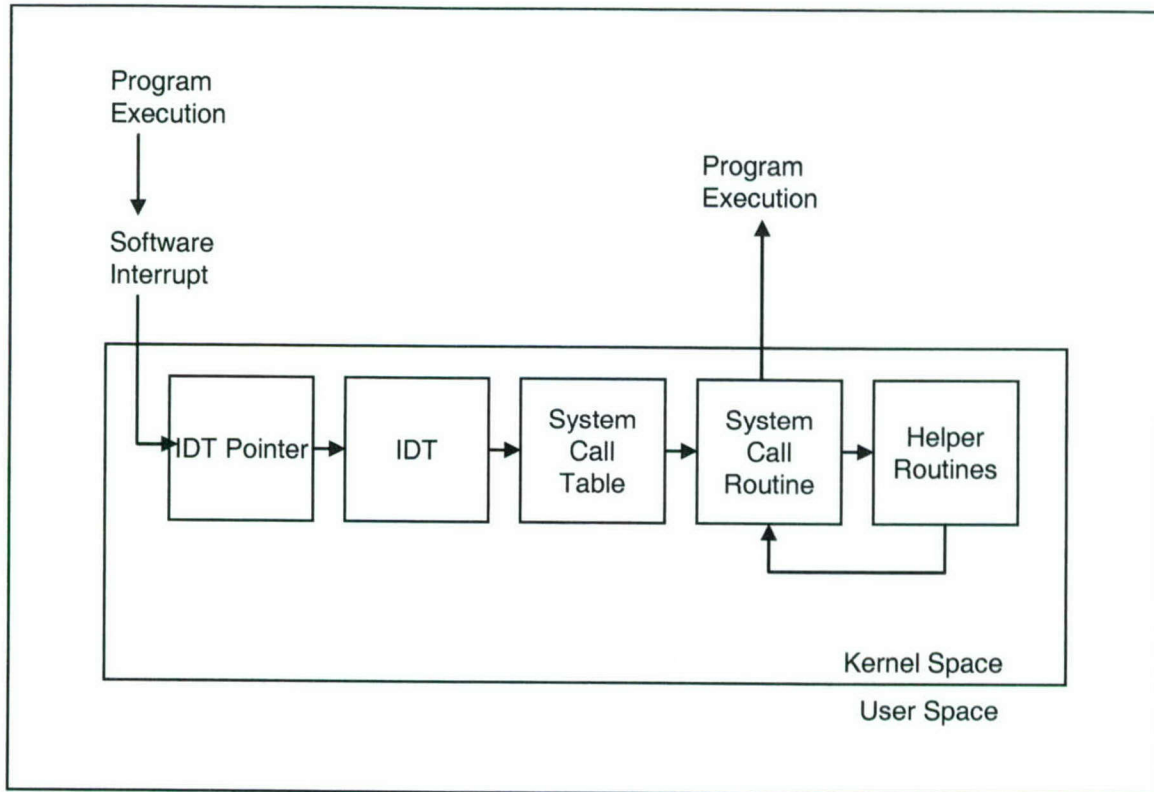 Program
Execution
Software
Interrupt
Program
Execution
IDT Pointer
IDT
System
Call
Table
System
Call
Routine
Helper
Routines
Kernel Space
User Space